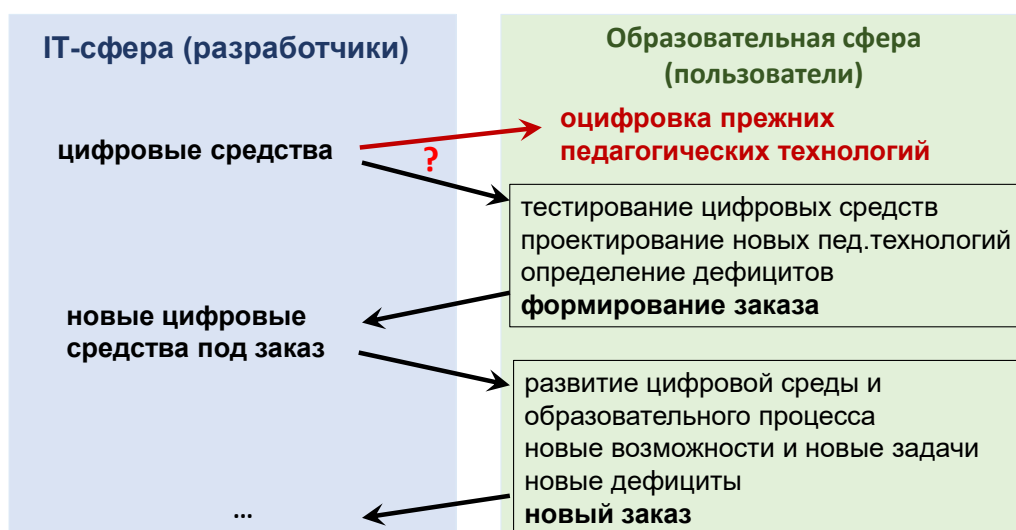 IT-сфера (разработчики)
Образовательная сфера
(пользователи)
цифровые средства
?
оцифровка прежних
педагогических технологий
тестирование цифровых средств
проектирование новых пед.технологий
определение дефицитов
формирование заказа
новые цифровые
средства под заказ
развитие цифровой среды и
образовательного процесса
новые возможности и новые задачи
новые дефициты
новый заказ
...